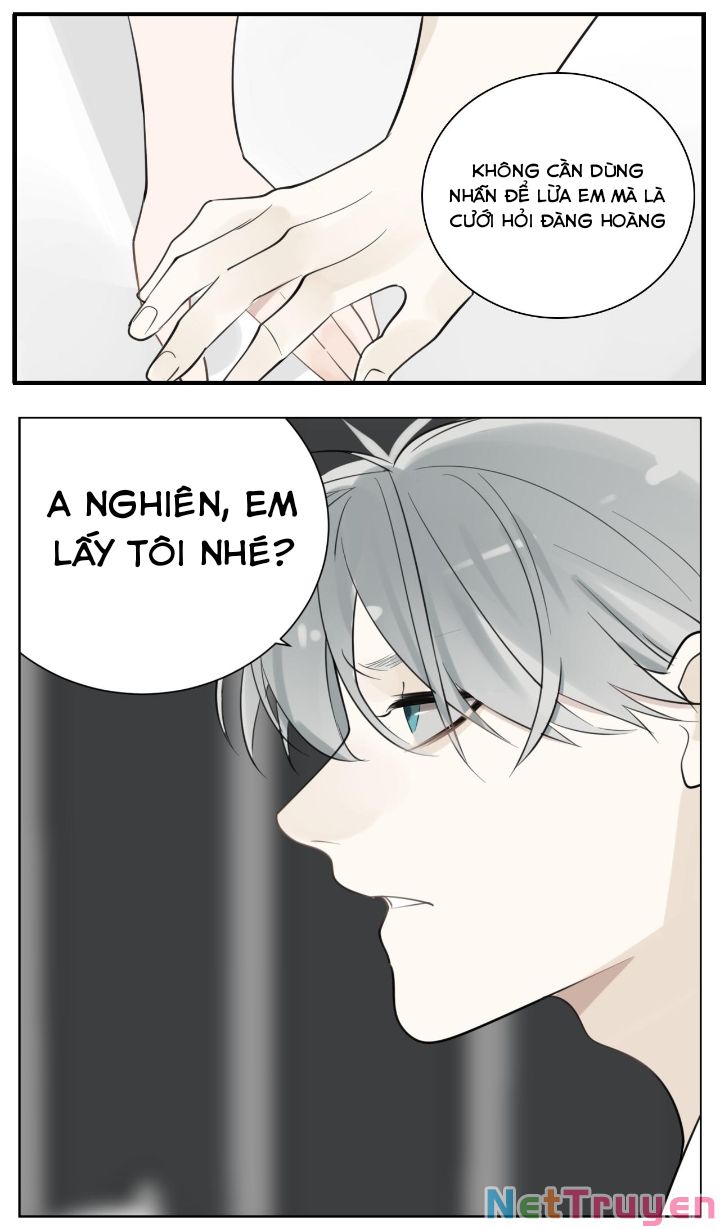 KHÔNG CẦN DÙNG
NHẪN ĐỂ LỪA EM MÀ LÀ
CƯỚI HỎI ĐÀNG HOÀNG
A NGHIÊN, EM
LẤY TÔI NHÉ?
NETTRUYEN